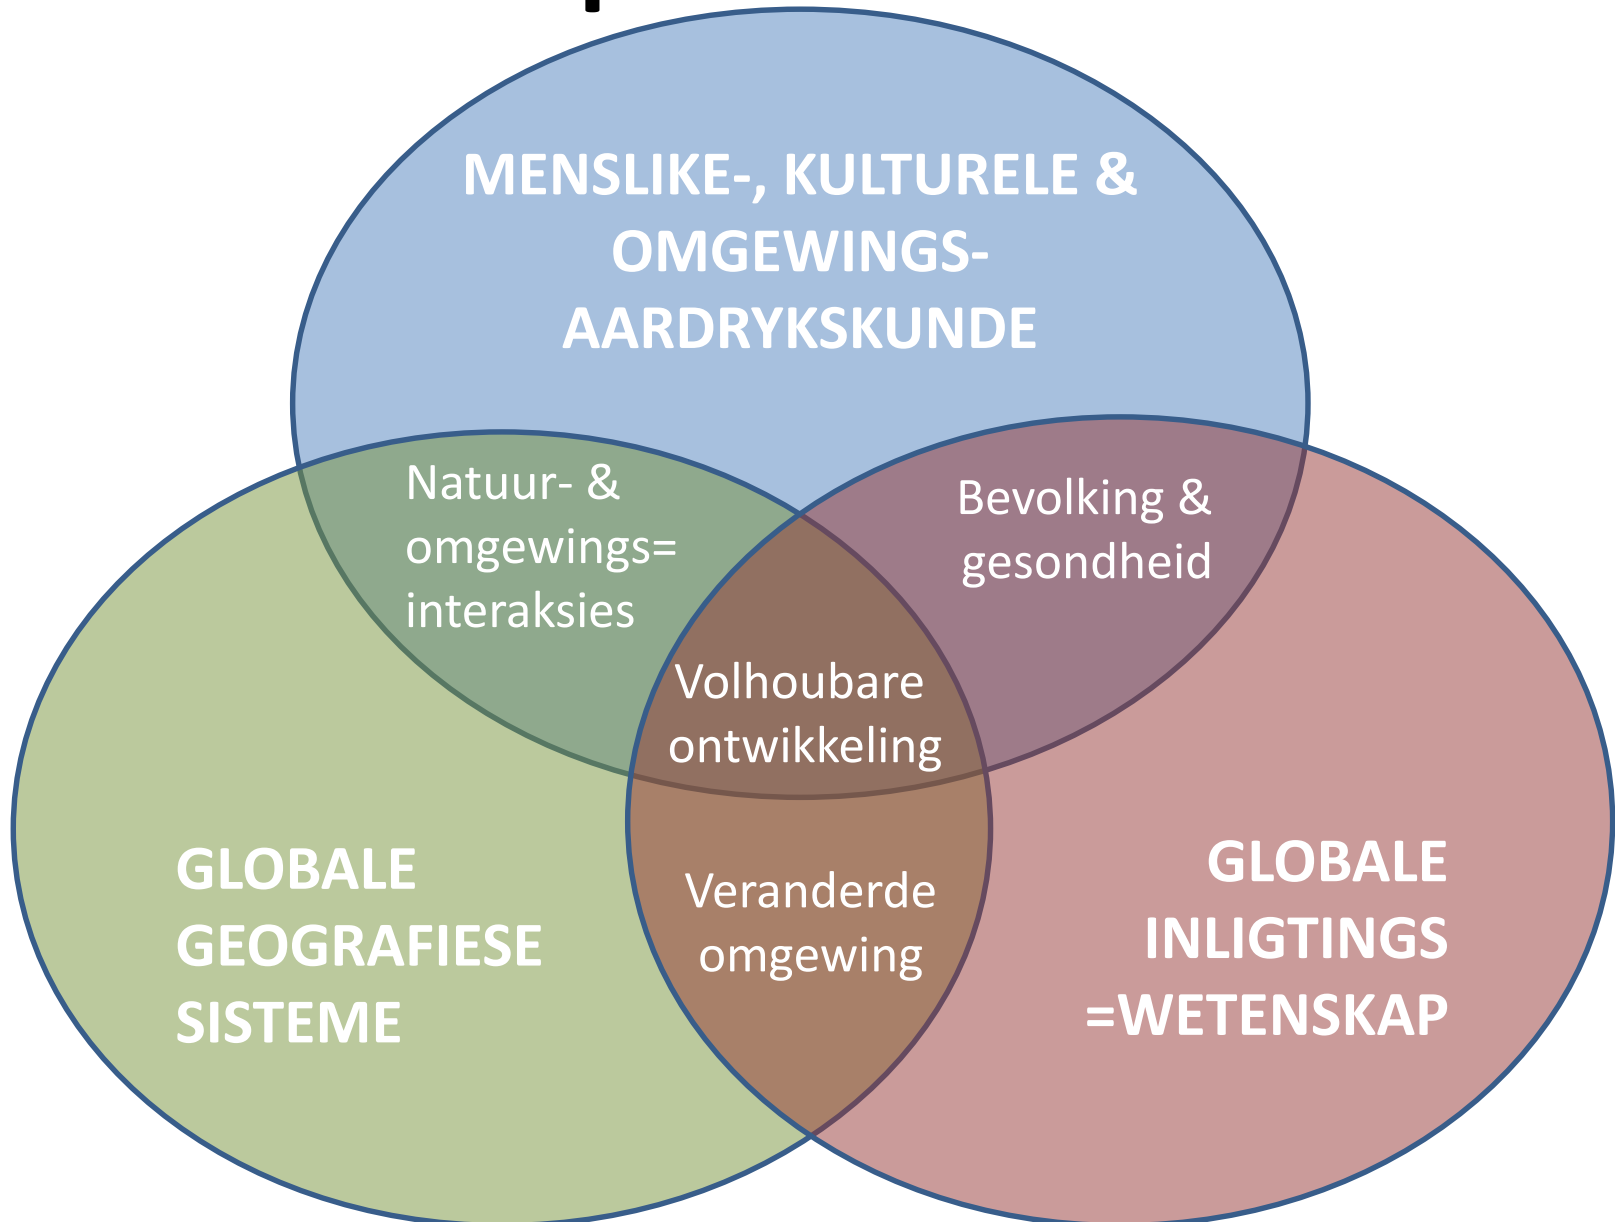 MENSLIKE-, KULTURELE &
OMGEWINGS-
AARDRYKSKUNDE
Natuur- &
omgewings=
interaksies
Bevolking &
gesondheid
Volhoubare
ontwikkeling
Veranderde
omgewing
GLOBALE
GEOGRAFIESE
SISTEME
GLOBALE
INLIGTINGS
=WETENSKAP